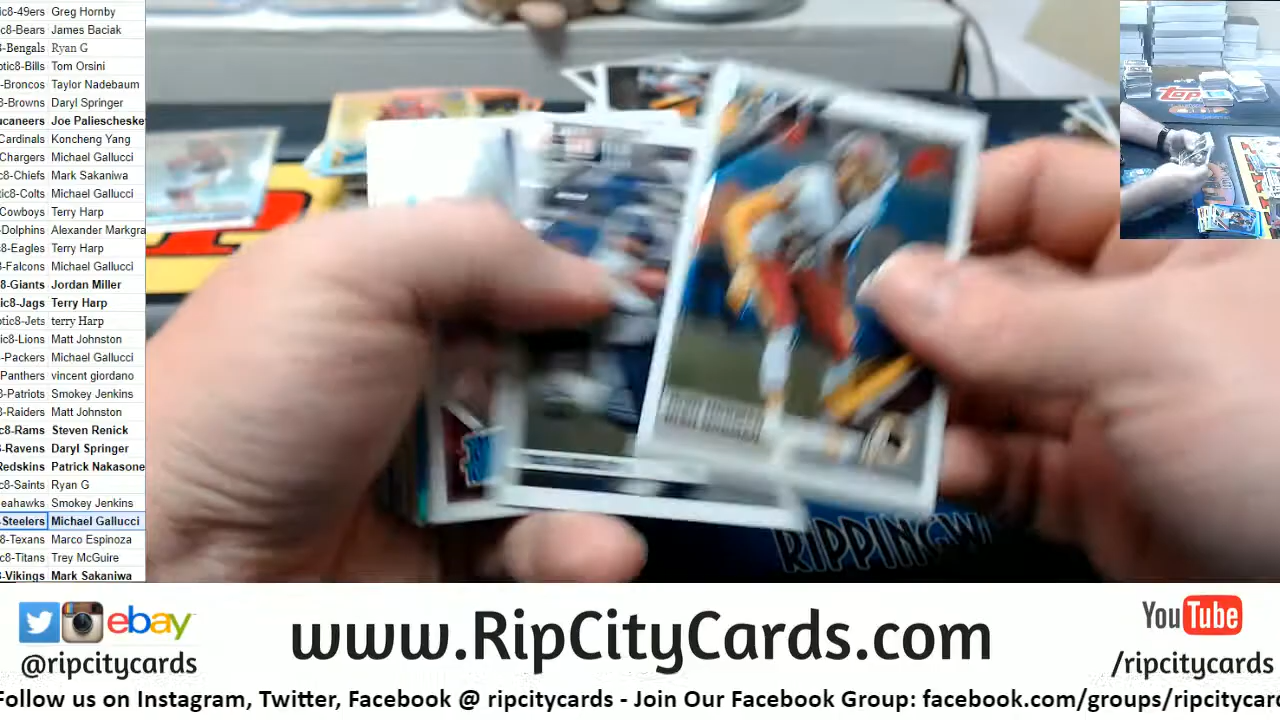 ic8-49ers Greg Hornby
c8-Bears James Baciak
8-Bengals Ryan G
otic8-Bills Tom Orsini
-Broncos Taylor Nadebaum
-Browns Daryl Springer
ucaneers Joe Paliescheske
Cardinals Koncheng Yang
Chargers Michael Gallucci
8-Chiefs Mark Sakaniwa
tic8-Colts Michael Gallucci
Cowboys Terry Harp
-Dolphins Alexander Markgra
c8-Eagles Terry Harp
8-Falcons Michael Gallucci
8-Giants Jordan Miller
ic8-Jags Terry Harp
otic8-Jets terry Harp
ic8-Lions Matt Johnston
-Packers Michael Gallucci
Panthers vincent giordano
8-Patriots Smokey Jenkins
8-Raiders Matt Johnston
c8-Rams Steven Renick
-Ravens Daryl Springer
Redskins Patrick Nakasone
c8-Saints Ryan G
eahawks Smokey Jenkins
-Steelers Michael Gallucci
8-Texans Marco Espinoza
c8-Titans Trey McGuire
8-Vikings Mark Sakaniwa
RIPPINGW
ebay
@ripcitycards
www.RipCityCards.com
YouTube
/ripcitycards
Follow us on Instagram, Twitter, Facebook @ ripcitycards - Join Our Facebook Group: facebook.com/groups/ripcitycar